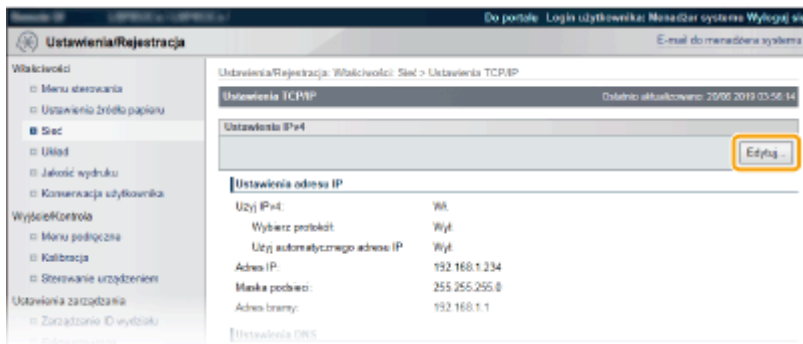 Do portalu Login użytkownika: Menadżer systemu Wyloguj się
Ustawienia/Rejestracja
E-mail do menadżera systemu
Właściwości
Menu sterowania
Ustawienia źródła papieru
Sieć
Układ
Jakość wydruku
Konserwacja użytkownika
Wyjście/Kontrola
Menu podręczne
Kalibracja
Sterowanie urządzeniem
Ustawienia zarządzania
Zarządzanie ID wydziału
Ustawienia/Rejestracja: Właściwości: Sieć > Ustawienia TCP/IP
Ustawienia TCP/IP
Ostatnio aktualizowano: 20/06 2019 03:56:14
Ustawienia IPv4
Edytuj...
Ustawienia adresu IP
Użyj IPv4: Wł.
Wybierz protokół: Wył.
Użyj automatycznego adresu IP Wył.
Adres IP: 192.168.1.234
Maska podsieci: 255.255.255.0
Adres bramy: 192.168.1.1
Ustawienia DNS